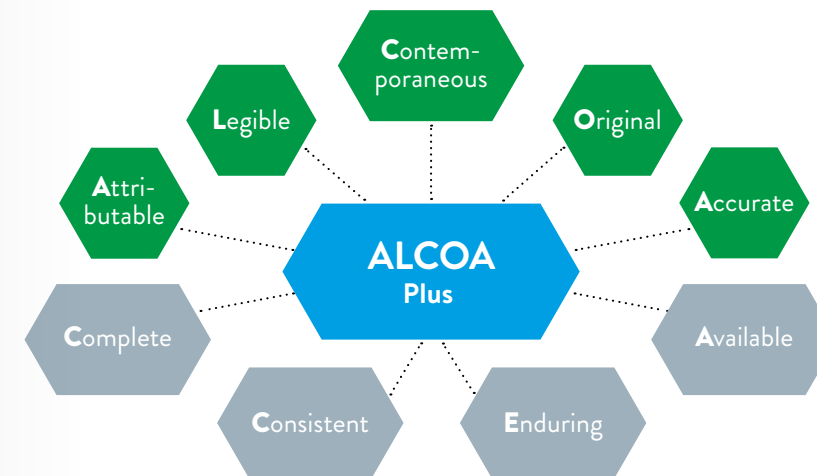 Contem-
poraneous
Legible
Original
Attri-
butable
Accurate
ALCOA
Plus
Complete
Available
Consistent
Enduring